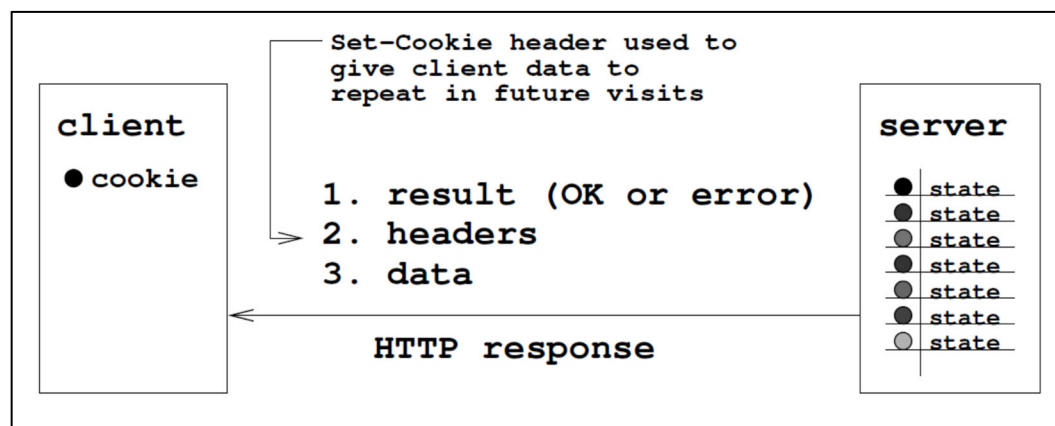 Set-Cookie header used to
give client data to
repeat in future visits
client
cookie
server
1. result (OK or error)
2. headers
3. data
state
state
state
state
state
state
state
HTTP response